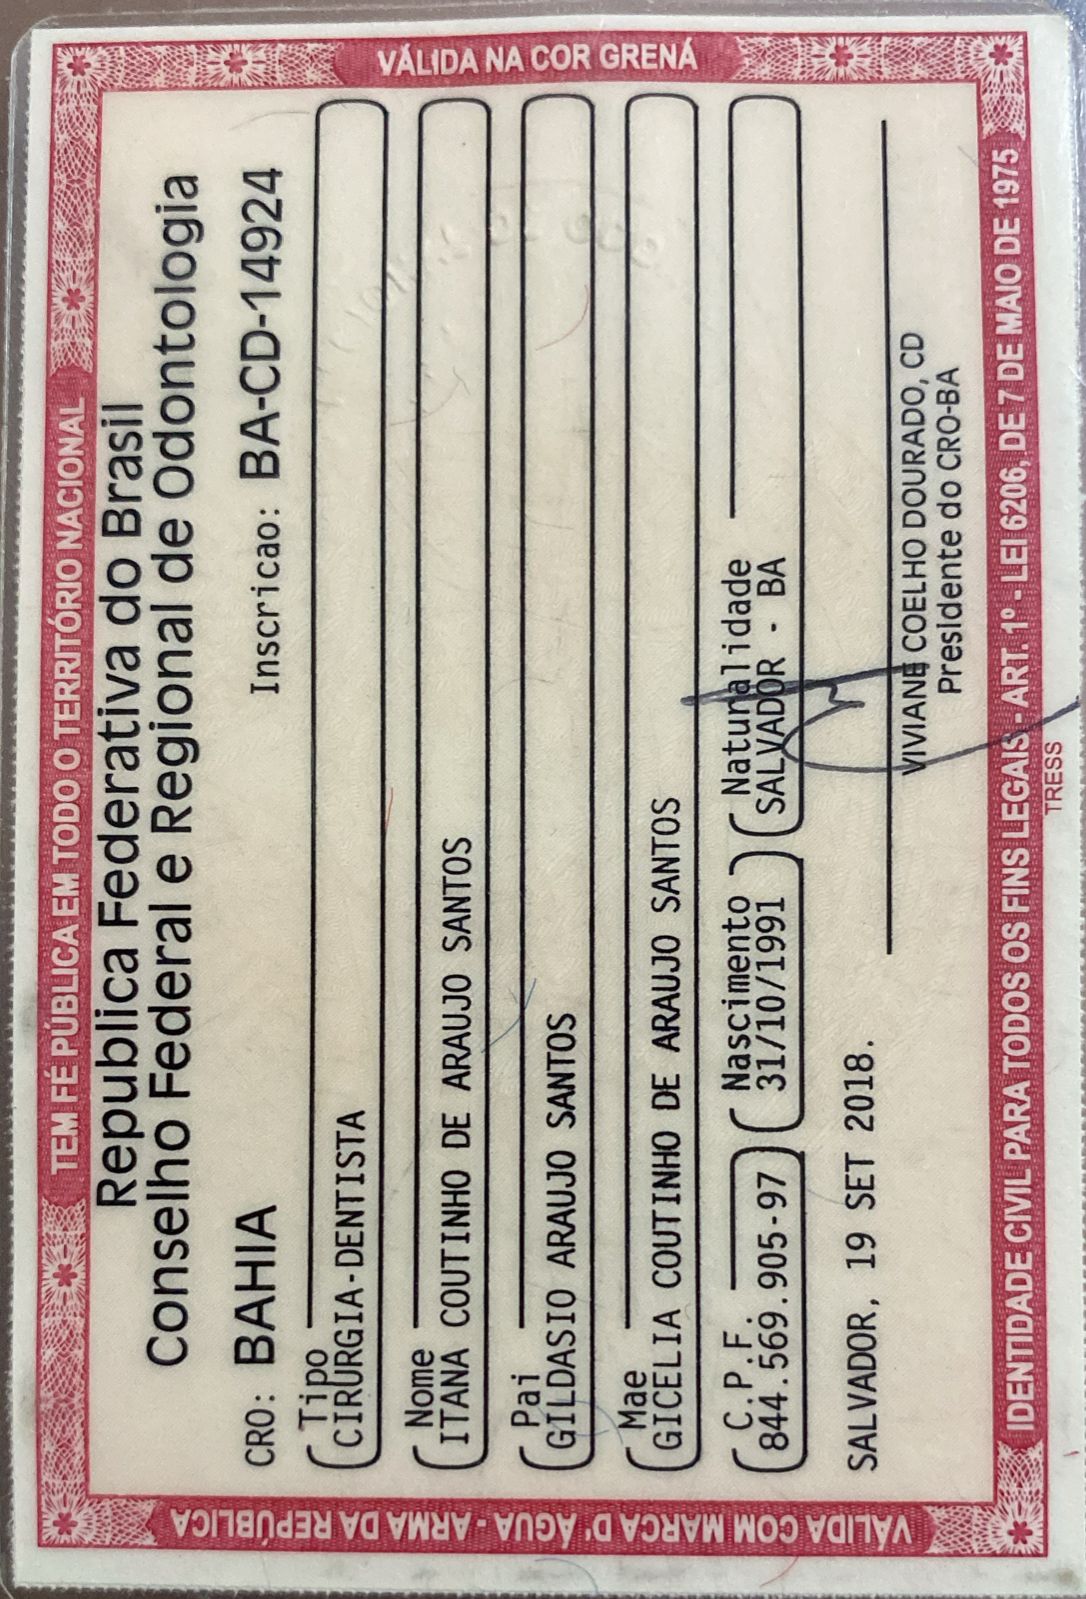 VÁLIDA NA COR GRENÁ
TEM FÉ PÚBLICA EM TODO O TERRITÓRIO NACIONAL
Republica Federativa do Brasil
Conselho Federal e Regional de Odontologia
CRO: BAHIA Inscricao: BA-CD-14924
Tipo
CIRURGIA-DENTISTA
Nome
ITANA COUTINHO DE ARAUJO SANTOS
Pai
GILDASIO ARAUJO SANTOS
Mae
GICELIA COUTINHO DE ARAUJO SANTOS
C.P.F. Nascimento Naturalidade
844.569.905-97 31/10/1991 SALVADOR - BA
SALVADOR, 19 SET 2018.
VIVIANE COELHO DOURADO, CD
Presidente do CRO-BA
IDENTIDADE CIVIL PARA TODOS OS FINS LEGAIS - ART. 1º - LEI 6206, DE 7 DE MAIO DE 1975
TRESS
VÁLIDA COM MARCA D' ÁGUA - ARMA DA REPÚBLICA